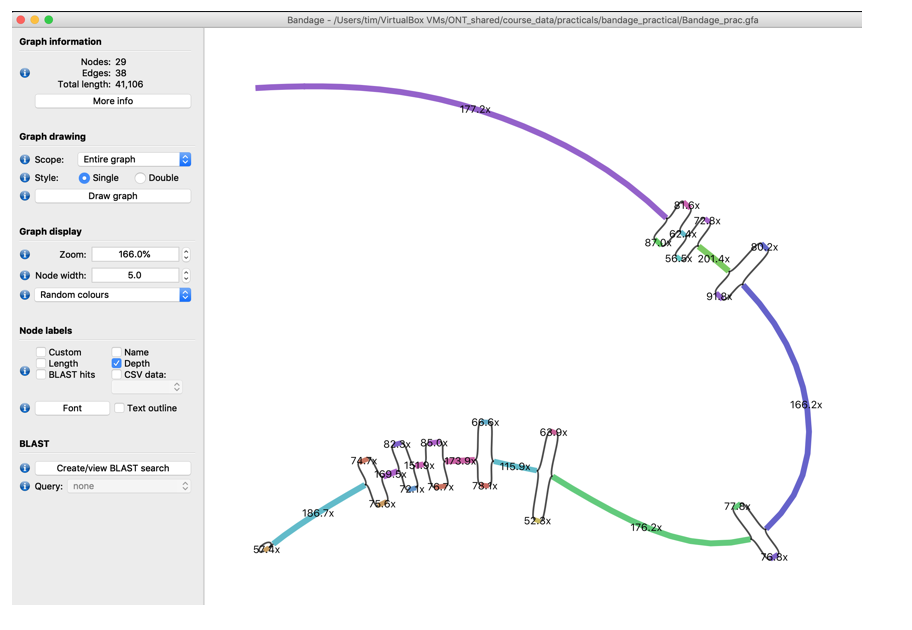 Bandage - /Users/tim/VirtualBox VMs/ONT_shared/course_data/practicals/bandage_practical/Bandage_prac.gfa
Graph information
Nodes: 29
Edges: 38
Total length: 41,106
More info
Graph drawing
Scope: Entire graph
Style: Single Double
Draw graph
Graph display
Zoom: 166.0%
Node width: 5.0
Random colours
Node labels
Custom Name
Length Depth
BLAST hits CSV data:
Font Text outline
BLAST
Create/view BLAST search
Query: none
177.2x
81.6x
72.8x
62.4x
87.0x
56.5x
201.4x
80.2x
91.8x
166.2x
66.6x
63.9x
82.8x
85.0x
74.7x
151.9x
173.9x
115.9x
169.5x
72.1x
76.7x
78.1x
75.6x
186.7x
52.8x
176.2x
77.8x
57.4x
76.8x